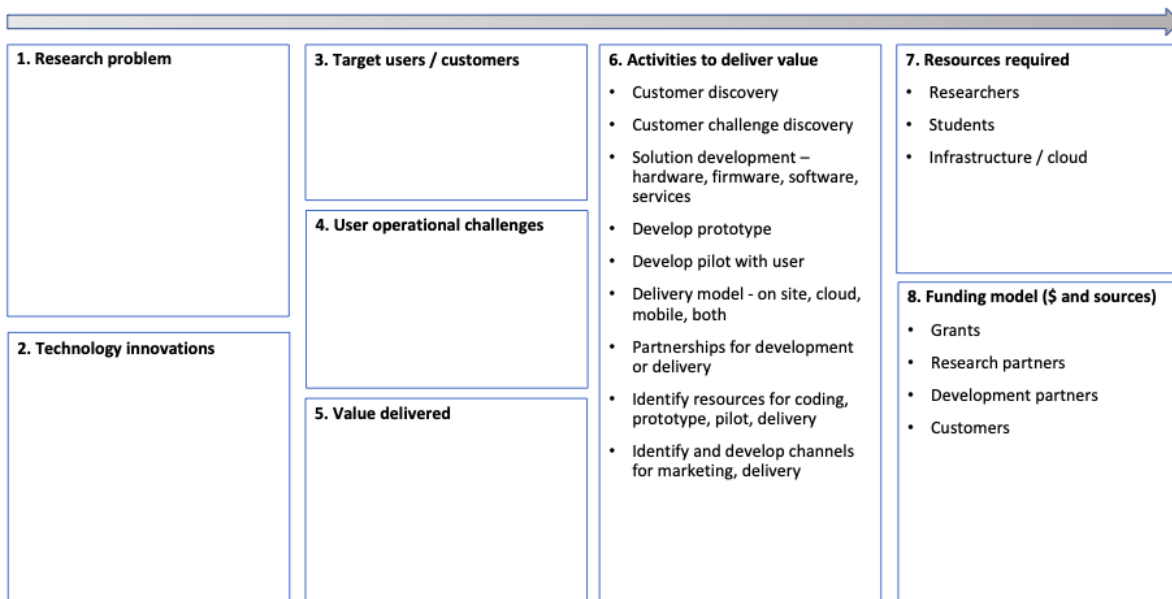 1. Research problem
2. Technology innovations
3. Target users / customers
4. User operational challenges
5. Value delivered
6. Activities to deliver value
• Customer discovery
• Customer challenge discovery
• Solution development –
hardware, firmware, software,
services
• Develop prototype
• Develop pilot with user
• Delivery model - on site, cloud,
mobile, both
• Partnerships for development
or delivery
• Identify resources for coding,
prototype, pilot, delivery
• Identify and develop channels
for marketing, delivery
7. Resources required
• Researchers
• Students
• Infrastructure / cloud
8. Funding model ($ and sources)
• Grants
• Research partners
• Development partners
• Customers